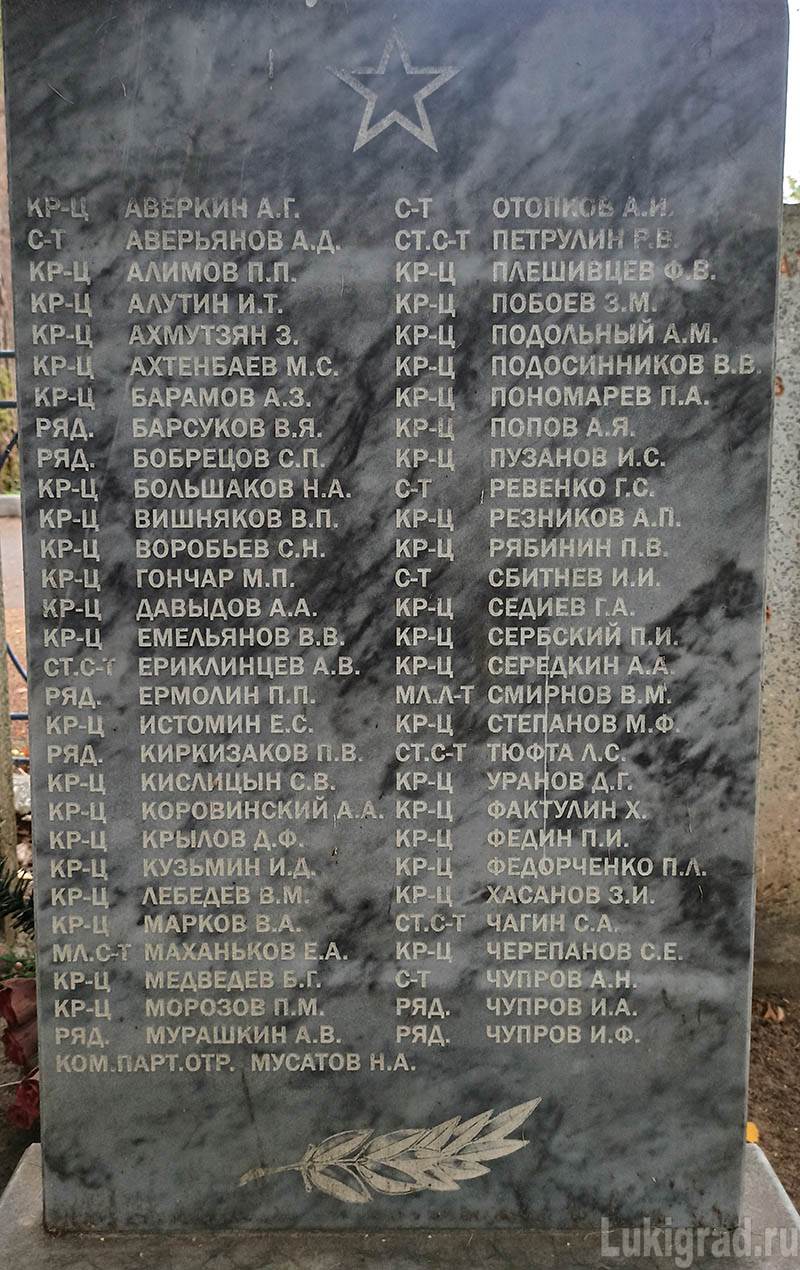 КР-Ц АВЕРКИН А.Г.
С-Т АВЕРЬЯНОВ А.Д.
КР-Ц АЛИМОВ П.П.
КР-Ц АЛУТИН И.Т.
КР-Ц АХМУТЗЯН З.
КР-Ц АХТЕНБАЕВ М.С.
КР-Ц БАРАМОВ А.З.
РЯД. БАРСУКОВ В.Я.
РЯД. БОБРЕЦОВ С.П.
КР-Ц БОЛЬШАКОВ Н.А.
КР-Ц ВИШНЯКОВ В.П.
КР-Ц ВОРОБЬЕВ С.Н.
КР-Ц ГОНЧАР М.П.
КР-Ц ДАВЫДОВ А.А.
КР-Ц ЕМЕЛЬЯНОВ В.В.
СТ.С-Т ЕРИКЛИНЦЕВ А.В.
РЯД. ЕРМОЛИН П.П.
КР-Ц ИСТОМИН Е.С.
РЯД. КИРКИЗАКОВ П.В.
КР-Ц КИСЛИЦЫН С.В.
КР-Ц КОРОВИНСКИЙ А.А.
КР-Ц КРЫЛОВ Д.Ф.
КР-Ц КУЗЬМИН И.Д.
КР-Ц ЛЕБЕДЕВ В.М.
КР-Ц МАРКОВ В.А.
МЛ.С-Т МАХАНЬКОВ Е.А.
КР-Ц МЕДВЕДЕВ Б.Г.
КР-Ц МОРОЗОВ П.М.
РЯД. МУРАШКИН А.В.
КОМ.ПАРТ.ОТР. МУСАТОВ Н.А.
С-Т ОТОПКОВ А.И.
СТ.С-Т ПЕТРУЛИН Р.В.
КР-Ц ПЛЕШИВЦЕВ Ф.В.
КР-Ц ПОБОЕВ З.М.
КР-Ц ПОДОЛЬНЫЙ А.М.
КР-Ц ПОДОСИННИКОВ В.В.
КР-Ц ПОНОМАРЕВ П.А.
КР-Ц ПОПОВ А.Я.
КР-Ц ПУЗАНОВ И.С.
С-Т РЕВЕНКО Г.С.
КР-Ц РЕЗНИКОВ А.П.
КР-Ц РЯБИНИН П.В.
С-Т СБИТНЕВ И.И.
КР-Ц СЕДИЕВ Г.А.
КР-Ц СЕРБСКИЙ П.И.
КР-Ц СЕРЕДКИН А.А.
МЛ.Л-Т СМИРНОВ В.М.
КР-Ц СТЕПАНОВ М.Ф.
СТ.С-Т ТЮФТА Л.С.
КР-Ц УРАНОВ Д.Г.
КР-Ц ФАКТУЛИН Х.
КР-Ц ФЕДИН П.И.
КР-Ц ФЕДОРЧЕНКО П.Л.
КР-Ц ХАСАНОВ З.И.
СТ.С-Т ЧАГИН С.А.
КР-Ц ЧЕРЕПАНОВ С.Е.
С-Т ЧУПРОВ А.Н.
РЯД. ЧУПРОВ И.А.
РЯД. ЧУПРОВ И.Ф.
Lukigrad.ru